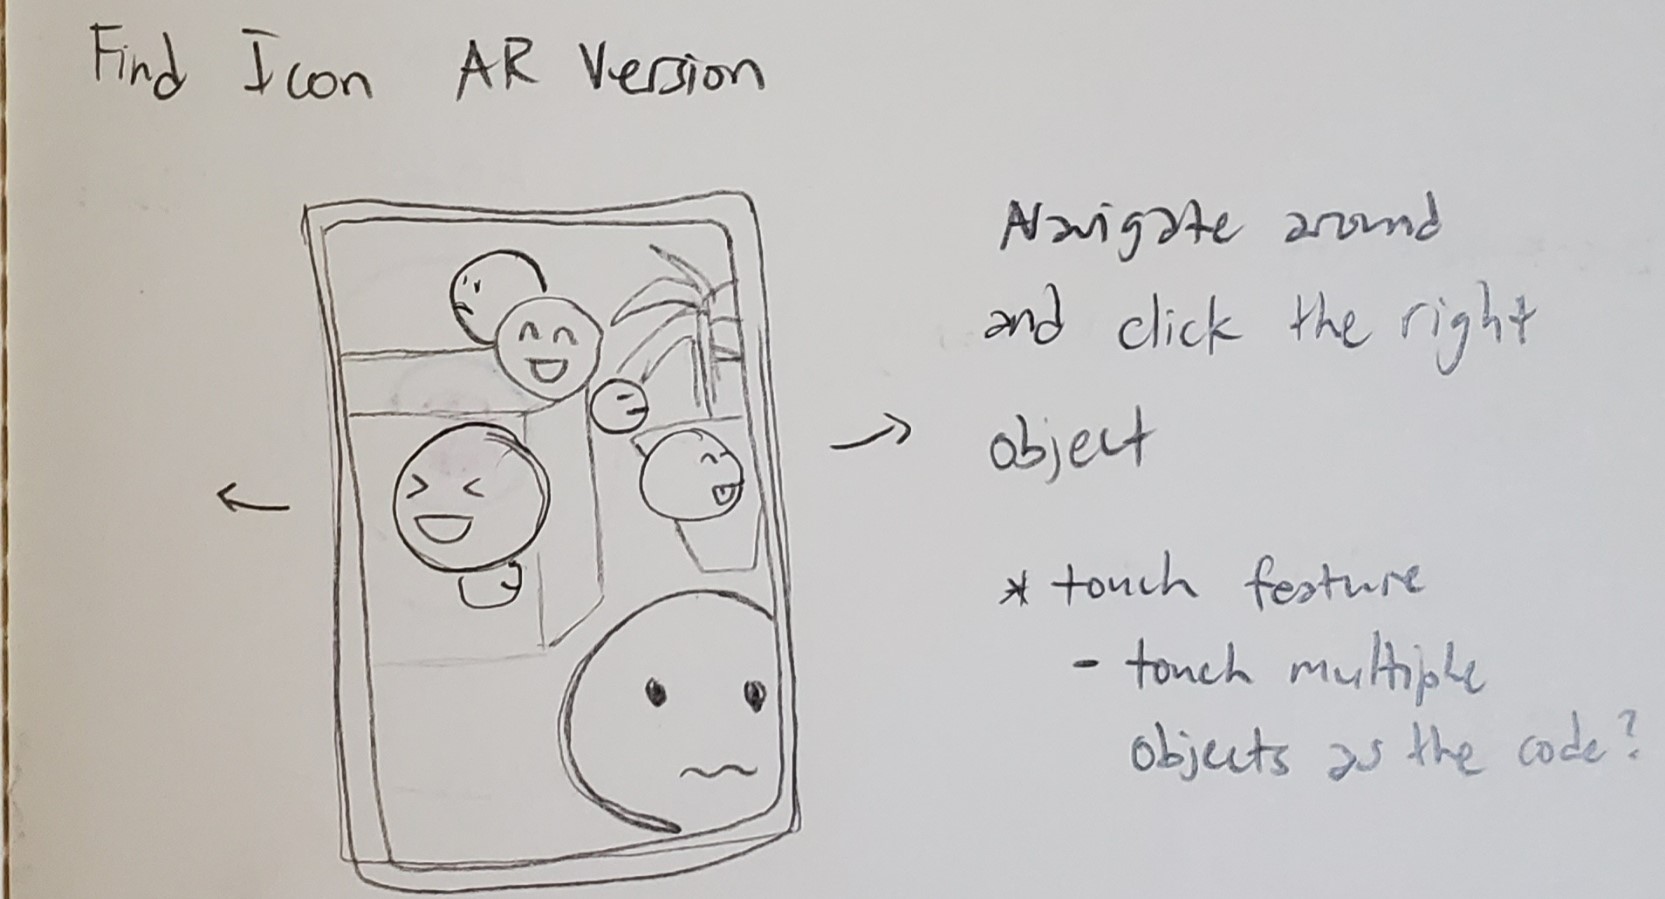 Find Icon AR Version
Navigate around
and click the right
object
* touch feature
- touch multiple
objects as the code?